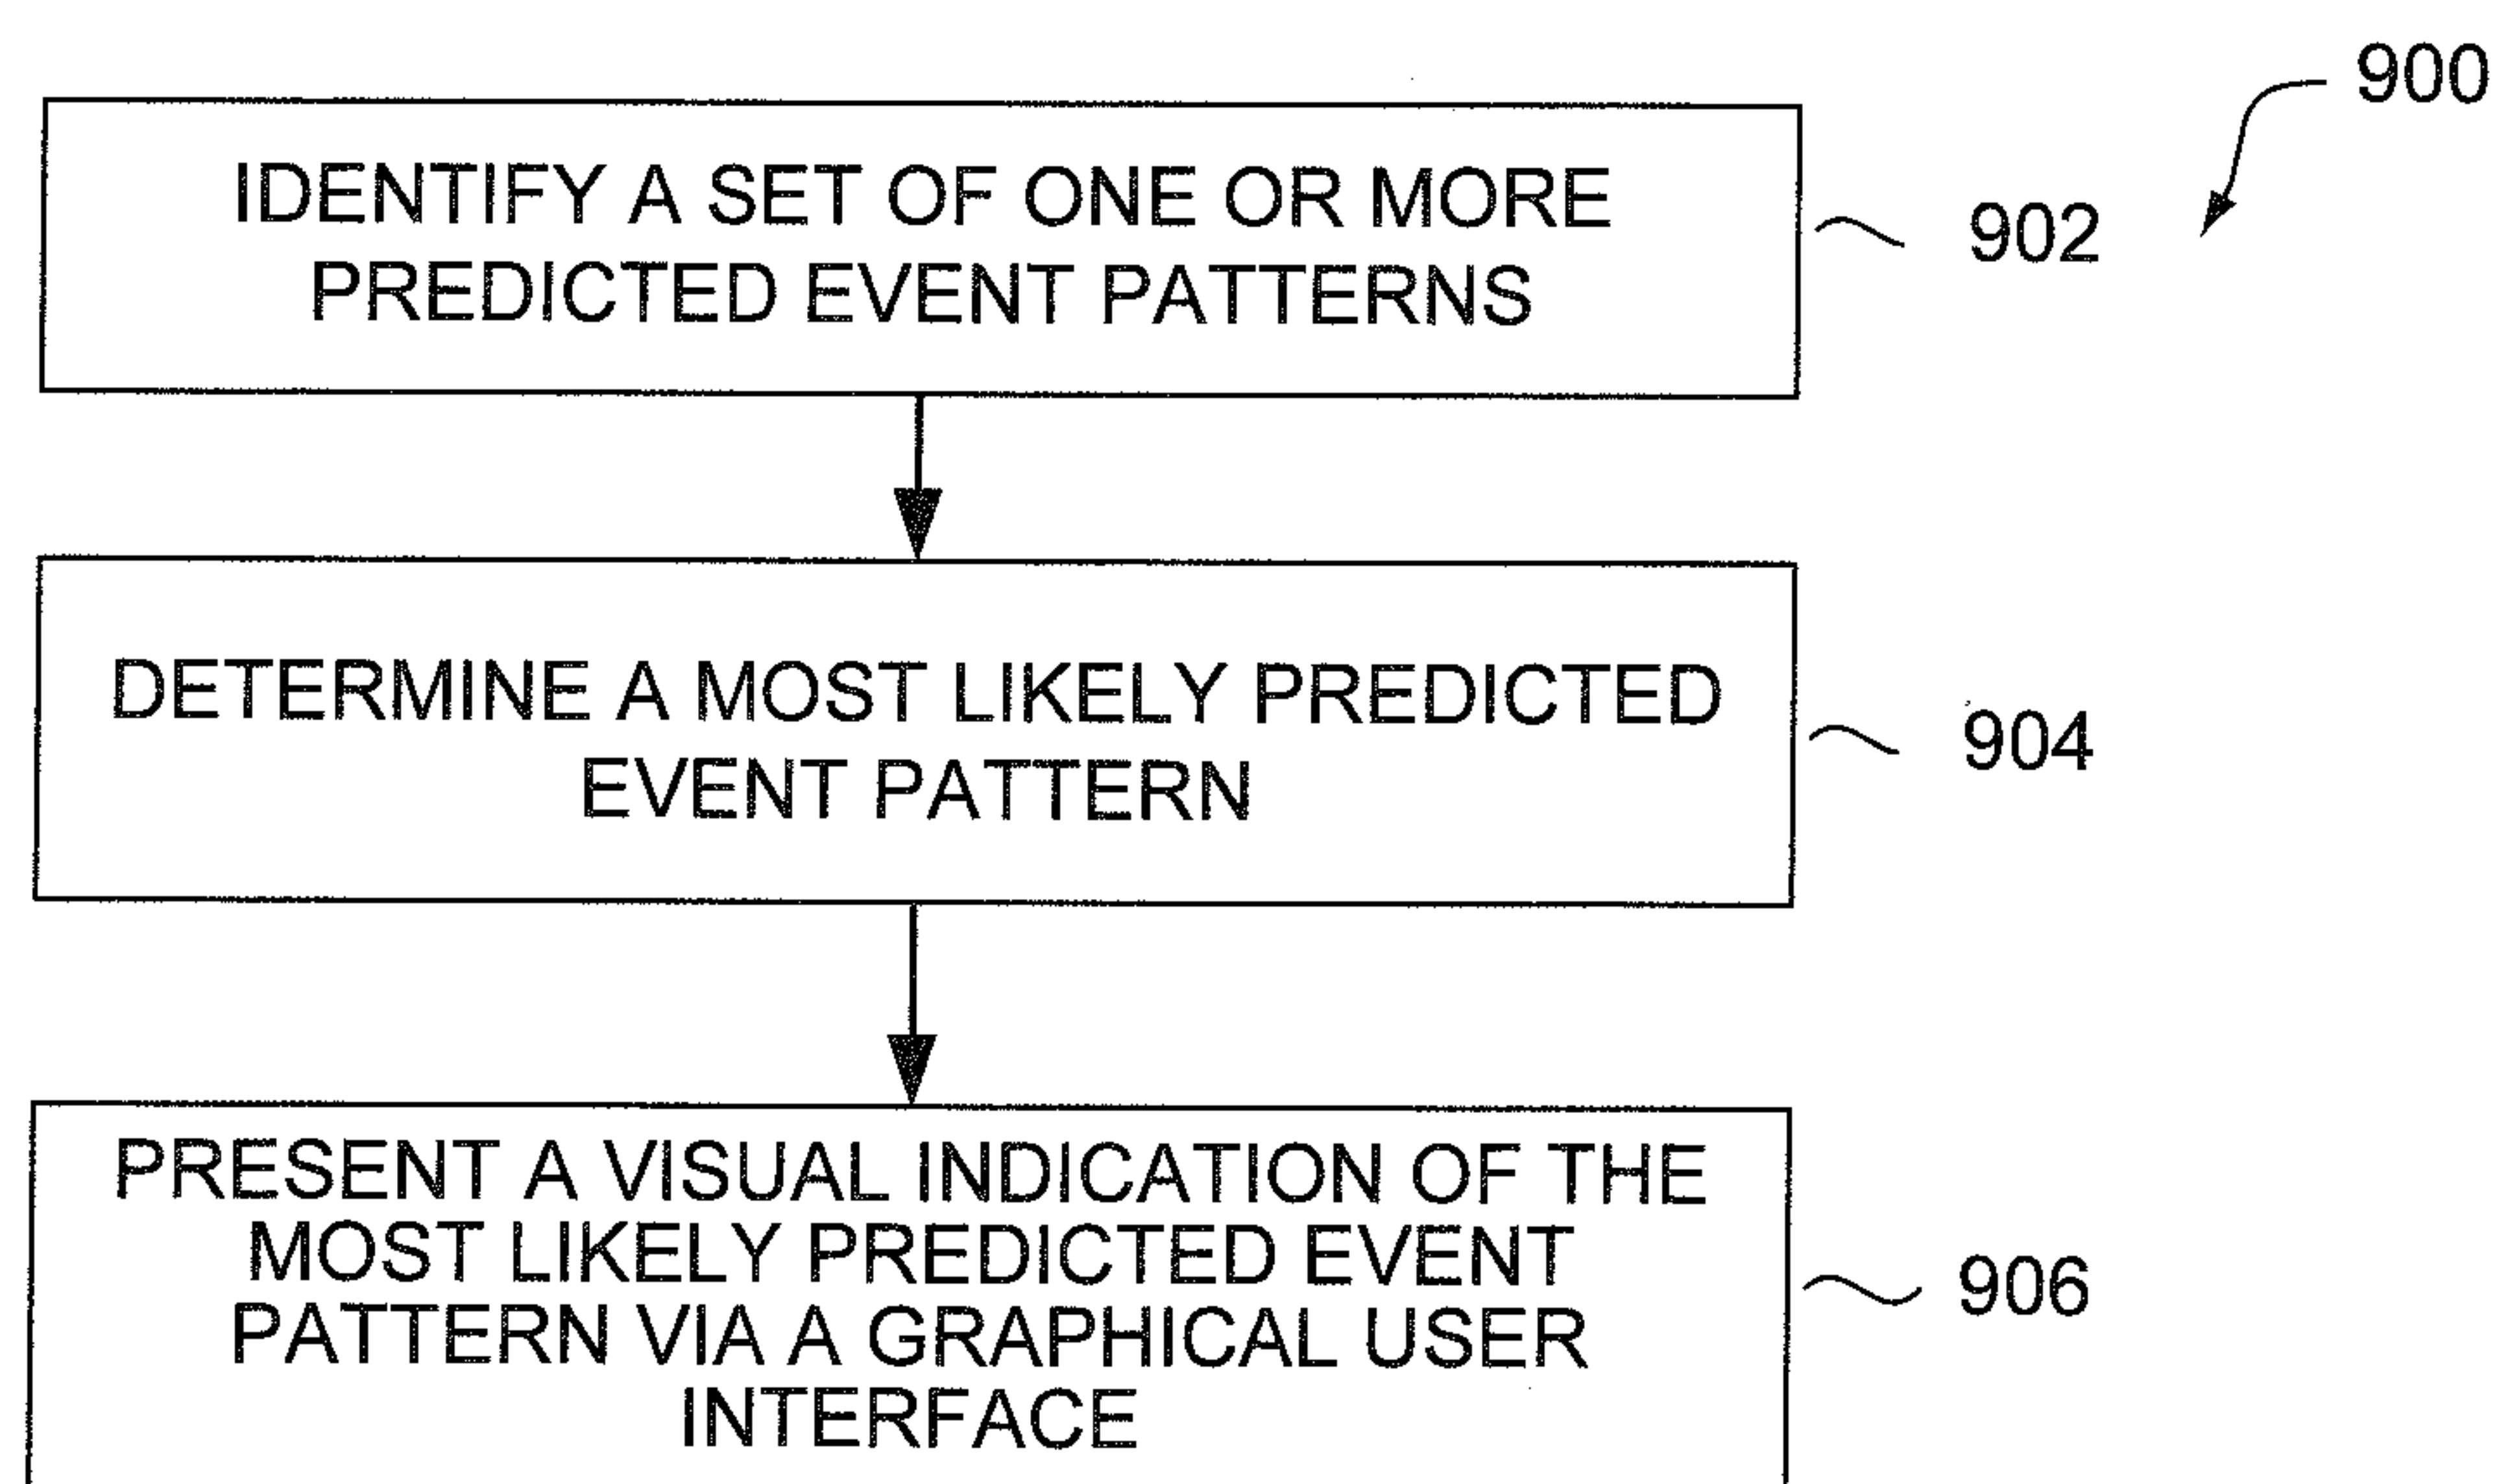 900
IDENTIFY A SET OF ONE OR MORE
PREDICTED EVENT PATTERNS
902
DETERMINE A MOST LIKELY PREDICTED
EVENT PATTERN
904
PRESENT A VISUAL INDICATION OF THE
MOST LIKELY PREDICTED EVENT
PATTERN VIA A GRAPHICAL USER
INTERFACE
906